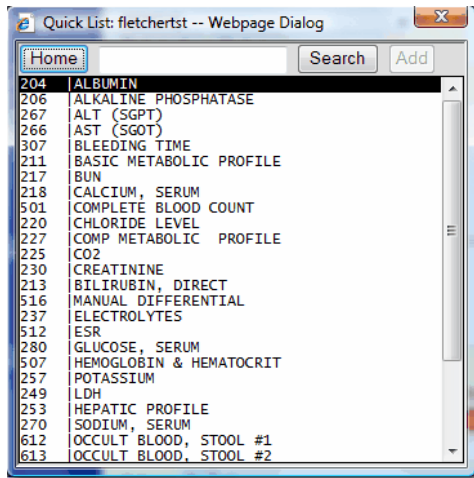 Quick List: fletchertst -- Webpage Dialog
X
Home Search Add
204 |ALBUMIN
206 |ALKALINE PHOSPHATASE
267 |ALT (SGPT)
266 |AST (SGOT)
307 |BLEEDING TIME
211 |BASIC METABOLIC PROFILE
217 |BUN
218 |CALCIUM, SERUM
501 |COMPLETE BLOOD COUNT
220 |CHLORIDE LEVEL
227 |COMP METABOLIC  PROFILE
225 |CO2
230 |CREATININE
213 |BILIRUBIN, DIRECT
516 |MANUAL DIFFERENTIAL
237 |ELECTROLYTES
512 |ESR
280 |GLUCOSE, SERUM
507 |HEMOGLOBIN & HEMATOCRIT
257 |POTASSIUM
249 |LDH
253 |HEPATIC PROFILE
270 |SODIUM, SERUM
612 |OCCULT BLOOD, STOOL #1
613 |OCCULT BLOOD, STOOL #2